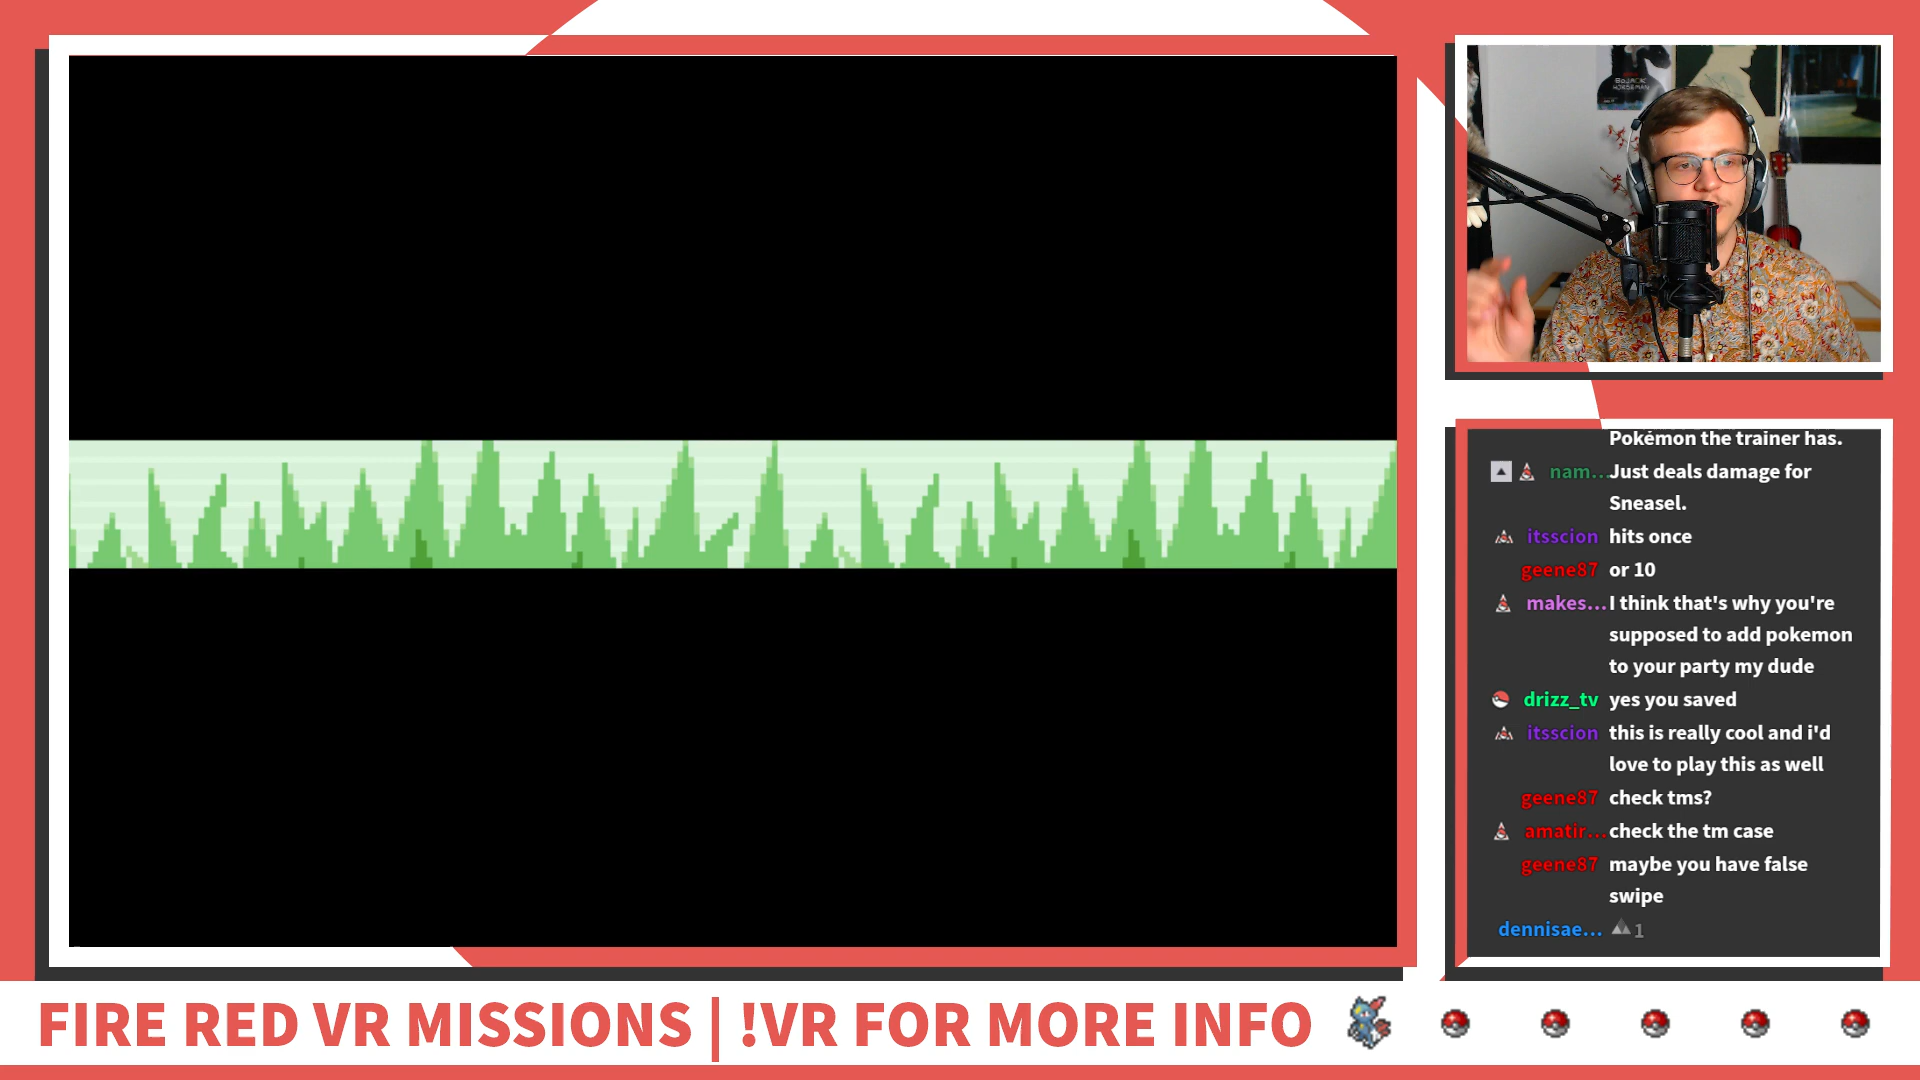 BOJACK
HORSEMAN
Pokémon the trainer has.
nam... Just deals damage for
Sneasel.
itsscion hits once
geene87 or 10
makes... I think that's why you're
supposed to add pokemon
to your party my dude
drizz_tv yes you saved
itsscion this is really cool and i'd
love to play this as well
geene87 check tms?
amatir... check the tm case
geene87 maybe you have false
swipe
dennisae... 1
FIRE RED VR MISSIONS | !VR FOR MORE INFO